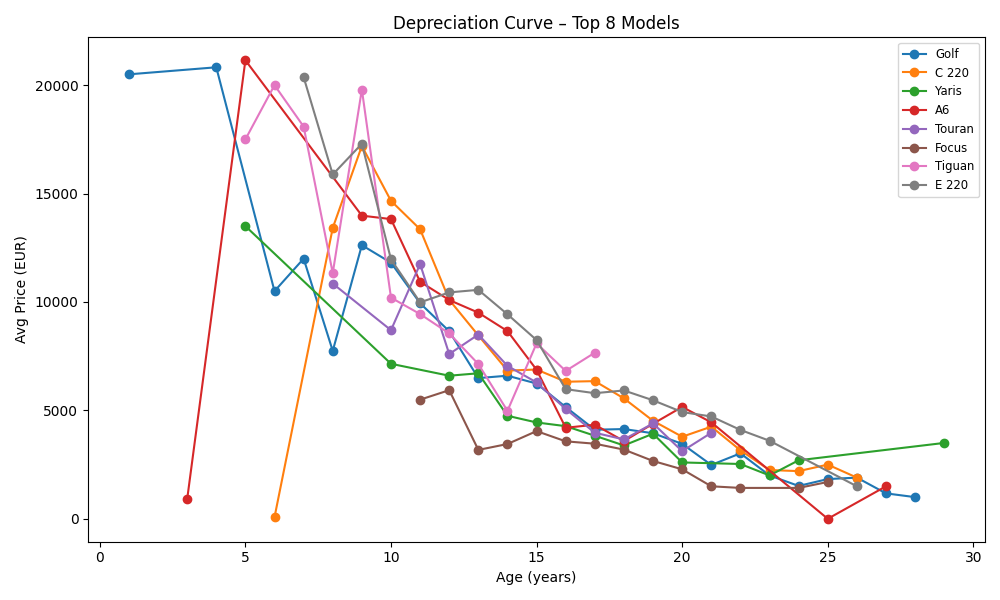 Depreciation Curve – Top 8 Models
Avg Price (EUR)
20000
15000
10000
5000
0
0 5 10 15 20 25 30
Age (years)
Golf
C 220
Yaris
A6
Touran
Focus
Tiguan
E 220